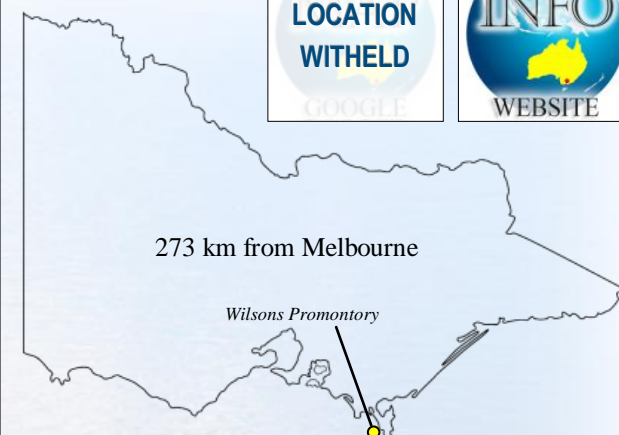 LOCATION
WITHELD
GOOGLE
INFO
WEBSITE
273 km from Melbourne
Wilsons Promontory